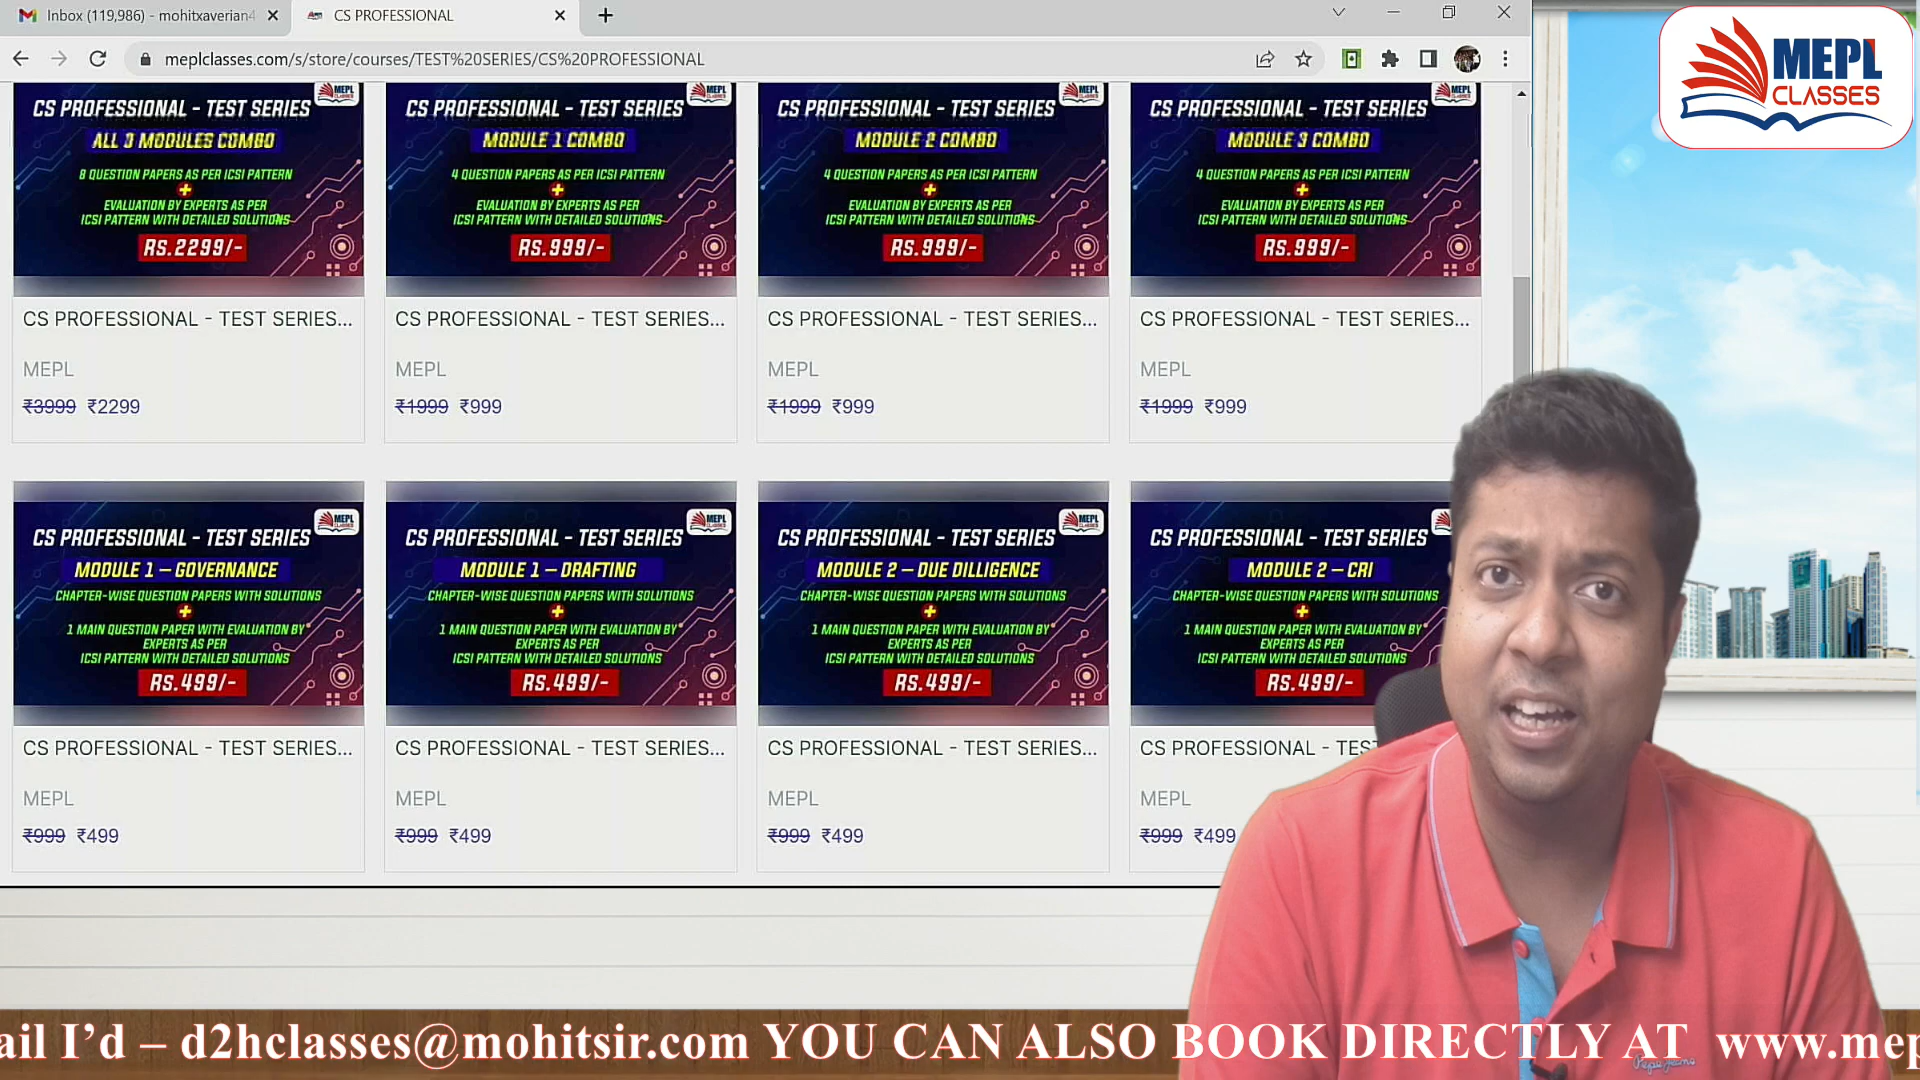 Inbox (119,986) - mohitxaverian4
CS PROFESSIONAL
meplclasses.com/s/store/courses/TEST%20SERIES/CS%20PROFESSIONAL
MEPL
CLASSES
CS PROFESSIONAL - TEST SERIES
ALL 3 MODULES COMBO
8 QUESTION PAPERS AS PER ICSI PATTERN
+
EVALUATION BY EXPERTS AS PER
ICSI PATTERN WITH DETAILED SOLUTIONS
RS.2299/-
CS PROFESSIONAL - TEST SERIES...
MEPL
₹3999 ₹2299
CS PROFESSIONAL - TEST SERIES
MODULE 1 COMBO
4 QUESTION PAPERS AS PER ICSI PATTERN
+
EVALUATION BY EXPERTS AS PER
ICSI PATTERN WITH DETAILED SOLUTIONS
RS.999/-
CS PROFESSIONAL - TEST SERIES...
MEPL
₹1999 ₹999
CS PROFESSIONAL - TEST SERIES
MODULE 2 COMBO
4 QUESTION PAPERS AS PER ICSI PATTERN
+
EVALUATION BY EXPERTS AS PER
ICSI PATTERN WITH DETAILED SOLUTIONS
RS.999/-
CS PROFESSIONAL - TEST SERIES...
MEPL
₹1999 ₹999
CS PROFESSIONAL - TEST SERIES
MODULE 3 COMBO
4 QUESTION PAPERS AS PER ICSI PATTERN
+
EVALUATION BY EXPERTS AS PER
ICSI PATTERN WITH DETAILED SOLUTIONS
RS.999/-
CS PROFESSIONAL - TEST SERIES...
MEPL
₹1999 ₹999
CS PROFESSIONAL - TEST SERIES
MEPL
CLASSES
MODULE 1 – GOVERNANCE
CHAPTER-WISE QUESTION PAPERS WITH SOLUTIONS
+
1 MAIN QUESTION PAPER WITH EVALUATION BY
EXPERTS AS PER
ICSI PATTERN WITH DETAILED SOLUTIONS
RS.499/-
CS PROFESSIONAL - TEST SERIES...
MEPL
₹999 ₹499
CS PROFESSIONAL - TEST SERIES
MEPL
CLASSES
MODULE 1 – DRAFTING
CHAPTER-WISE QUESTION PAPERS WITH SOLUTIONS
+
1 MAIN QUESTION PAPER WITH EVALUATION BY
EXPERTS AS PER
ICSI PATTERN WITH DETAILED SOLUTIONS
RS.499/-
CS PROFESSIONAL - TEST SERIES...
MEPL
₹999 ₹499
CS PROFESSIONAL - TEST SERIES
MEPL
CLASSES
MODULE 2 – DUE DILLIGENCE
CHAPTER-WISE QUESTION PAPERS WITH SOLUTIONS
+
1 MAIN QUESTION PAPER WITH EVALUATION BY
EXPERTS AS PER
ICSI PATTERN WITH DETAILED SOLUTIONS
RS.499/-
CS PROFESSIONAL - TEST SERIES...
MEPL
₹999 ₹499
CS PROFESSIONAL - TEST SERIES
MODULE 2 – CRI
CHAPTER-WISE QUESTION PAPERS WITH SOLUTIONS
+
1 MAIN QUESTION PAPER WITH EVALUATION BY
EXPERTS AS PER
ICSI PATTERN WITH DETAILED SOLUTIONS
RS.499/-
CS PROFESSIONAL - TES
MEPL
₹999 ₹499
ail I'd – d2hclasses@mohitsir.com YOU CAN ALSO BOOK DIRECTLY AT www.mep
Pepe Jeans